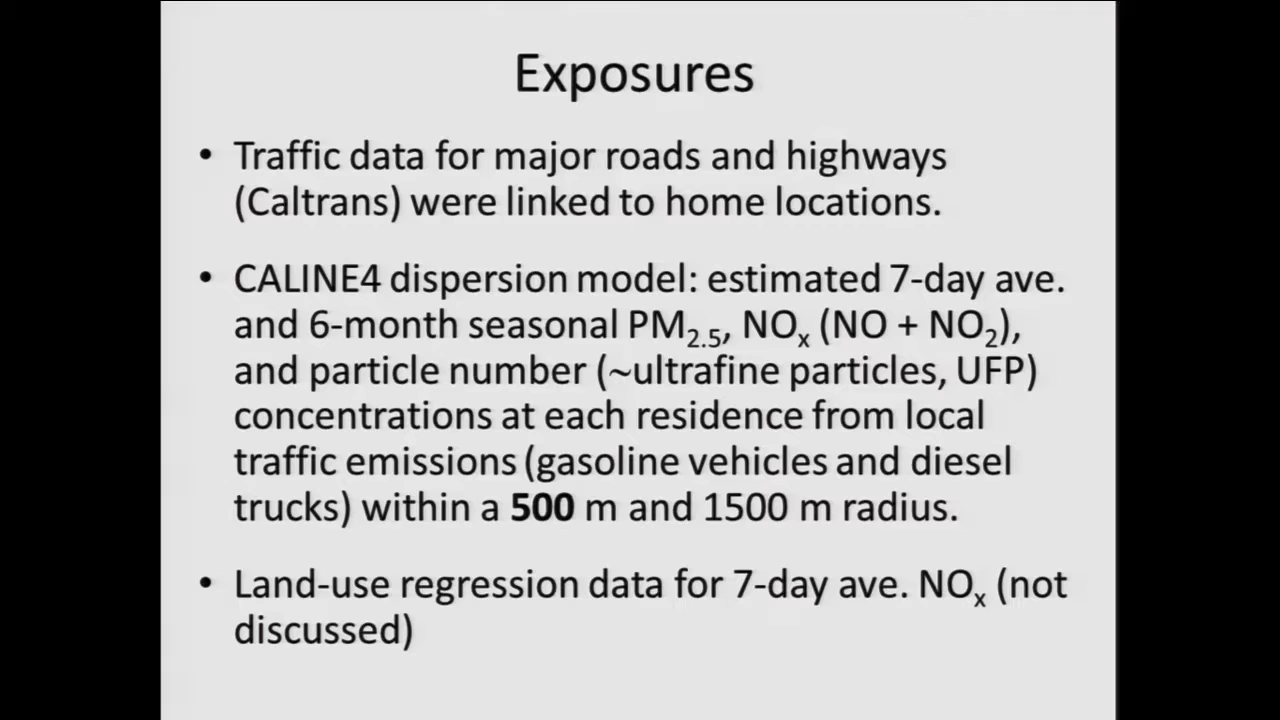 Exposures
• Traffic data for major roads and highways
(Caltrans) were linked to home locations.
• CALINE4 dispersion model: estimated 7-day ave.
and 6-month seasonal PM₂.₅, NOₓ (NO + NO₂),
and particle number (~ultrafine particles, UFP)
concentrations at each residence from local
traffic emissions (gasoline vehicles and diesel
trucks) within a 500 m and 1500 m radius.
• Land-use regression data for 7-day ave. NOₓ (not
discussed)